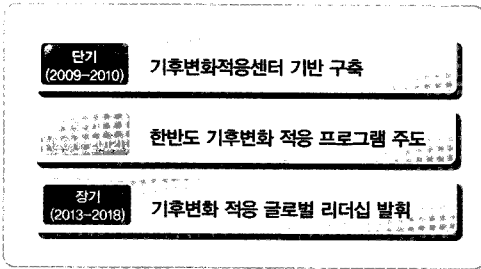 단기
(2009-2010)
기후변화적응센터 기반 구축
한반도 기후변화 적응 프로그램 주도
장기
(2013-2018)
기후변화 적응 글로벌 리더십 발휘